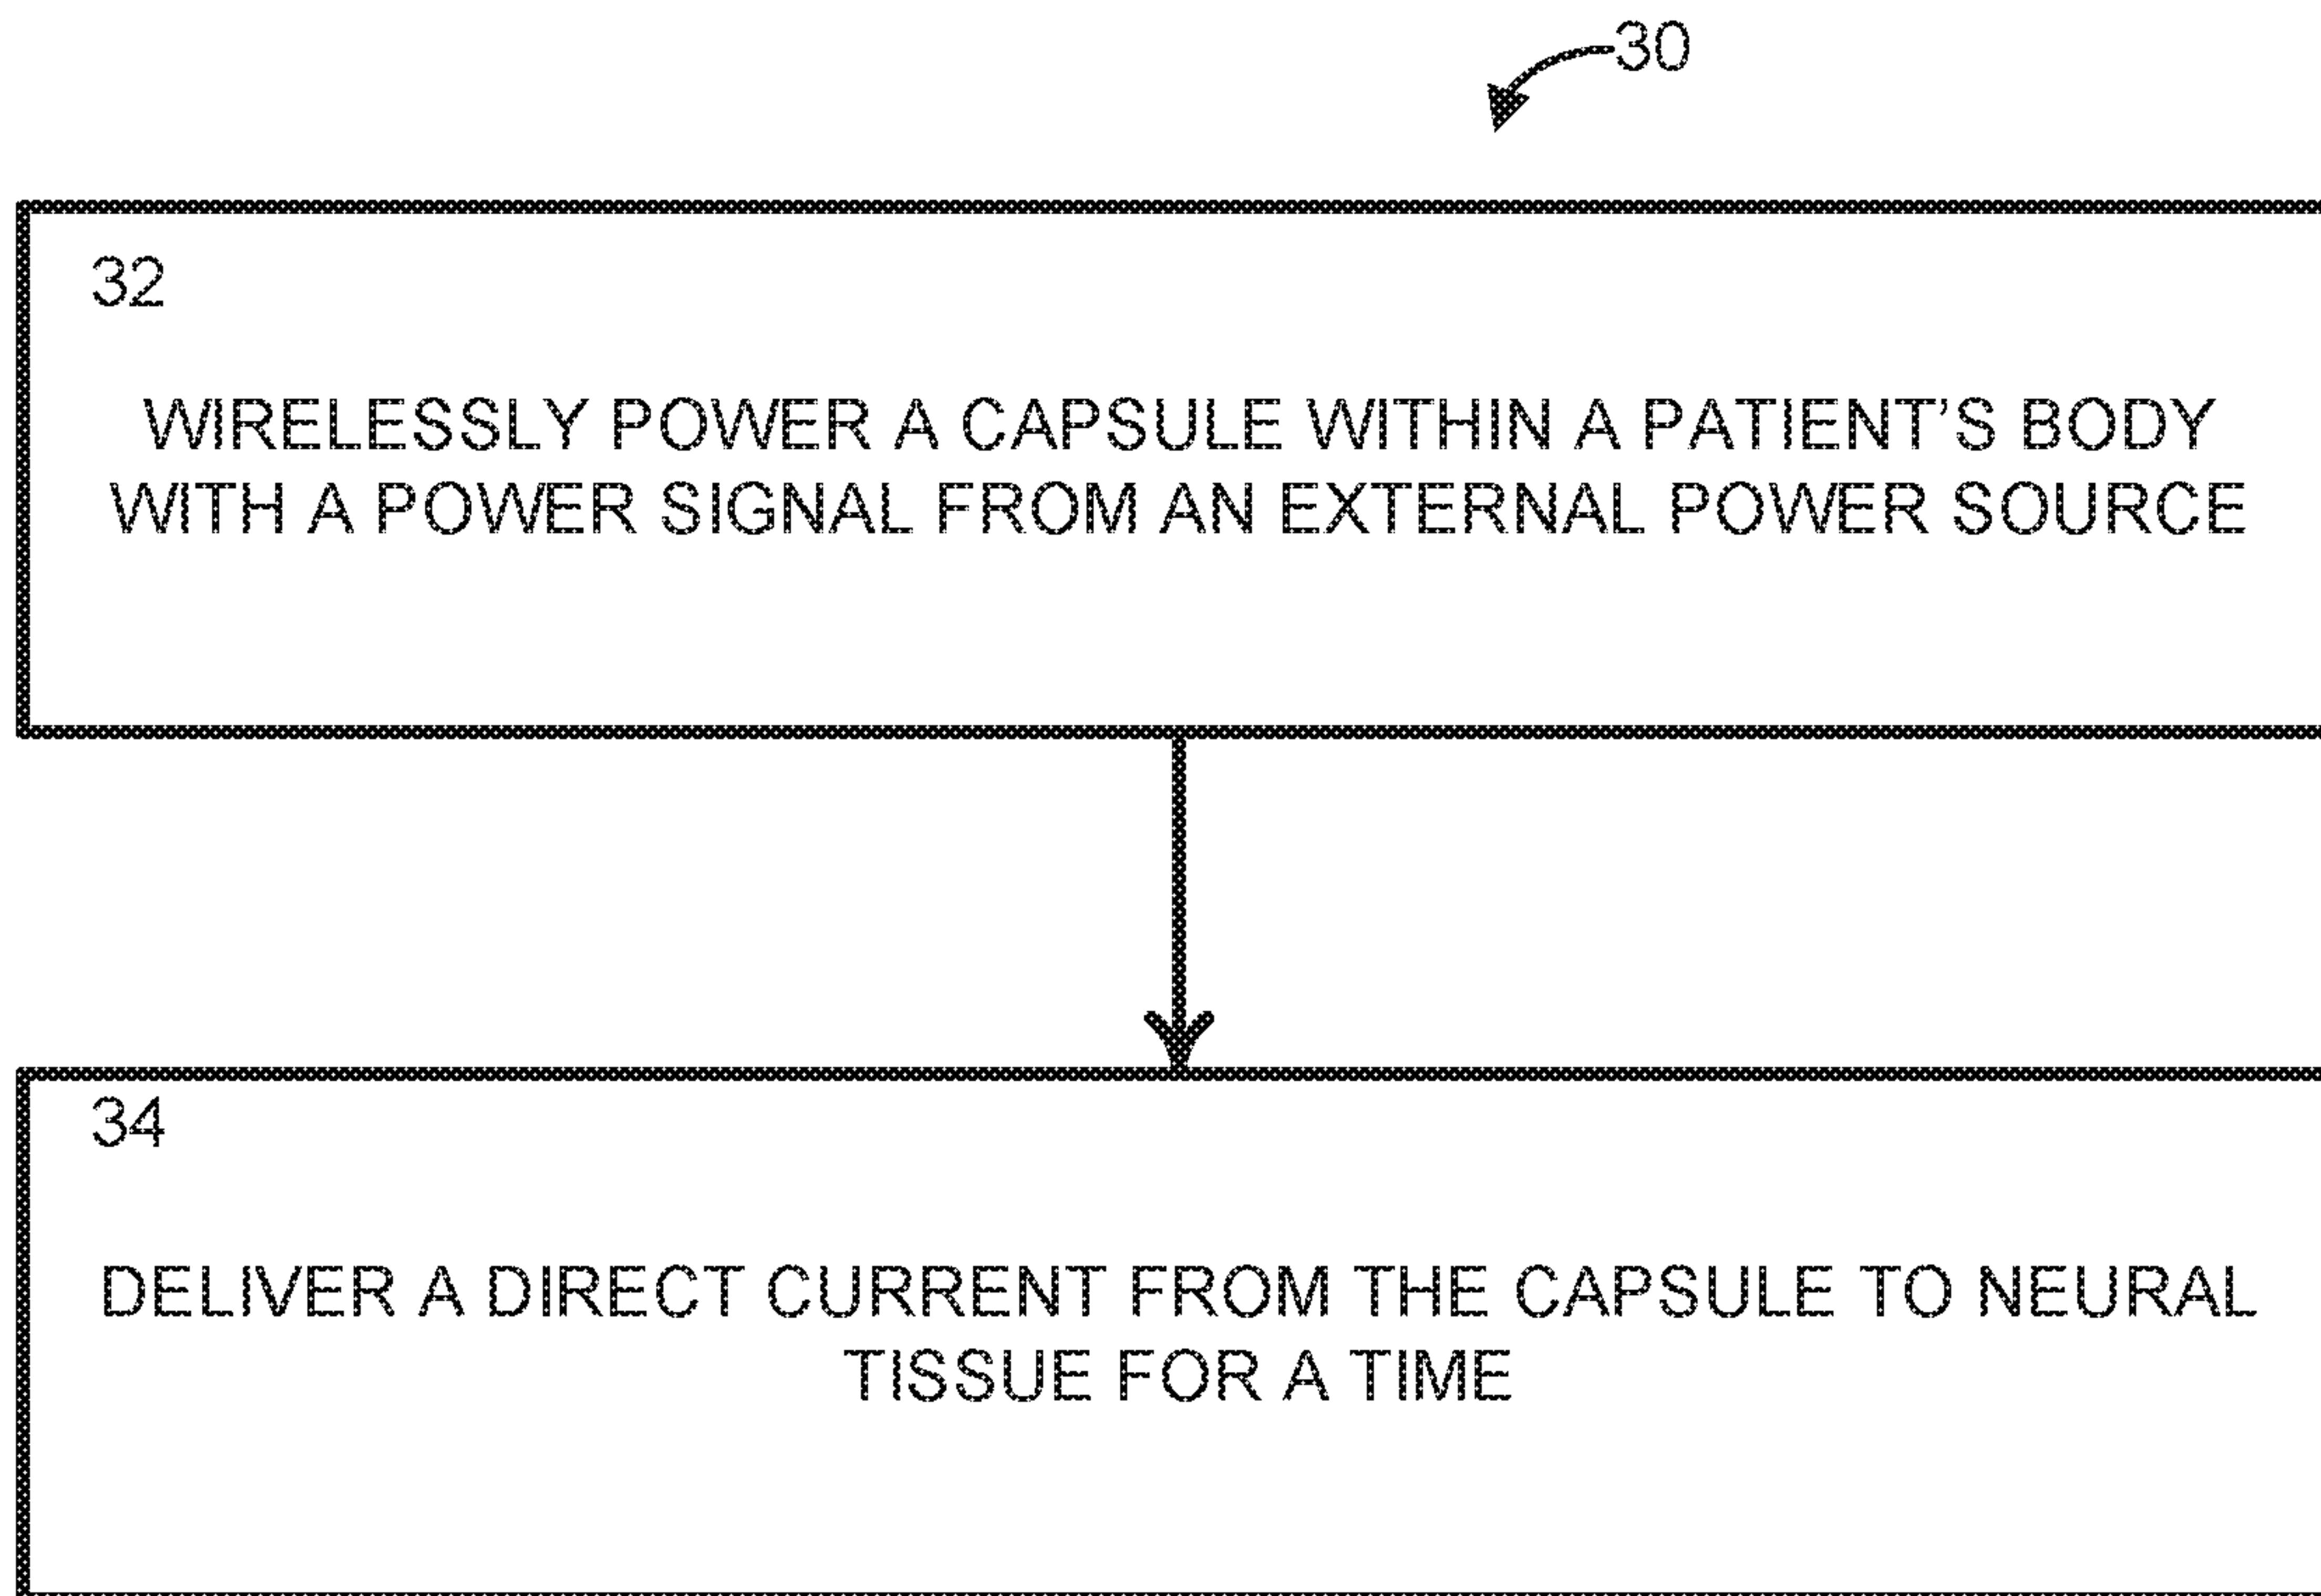 30
32
WIRELESSLY POWER A CAPSULE WITHIN A PATIENT’S BODY
WITH A POWER SIGNAL FROM AN EXTERNAL POWER SOURCE
34
DELIVER A DIRECT CURRENT FROM THE CAPSULE TO NEURAL
TISSUE FOR A TIME